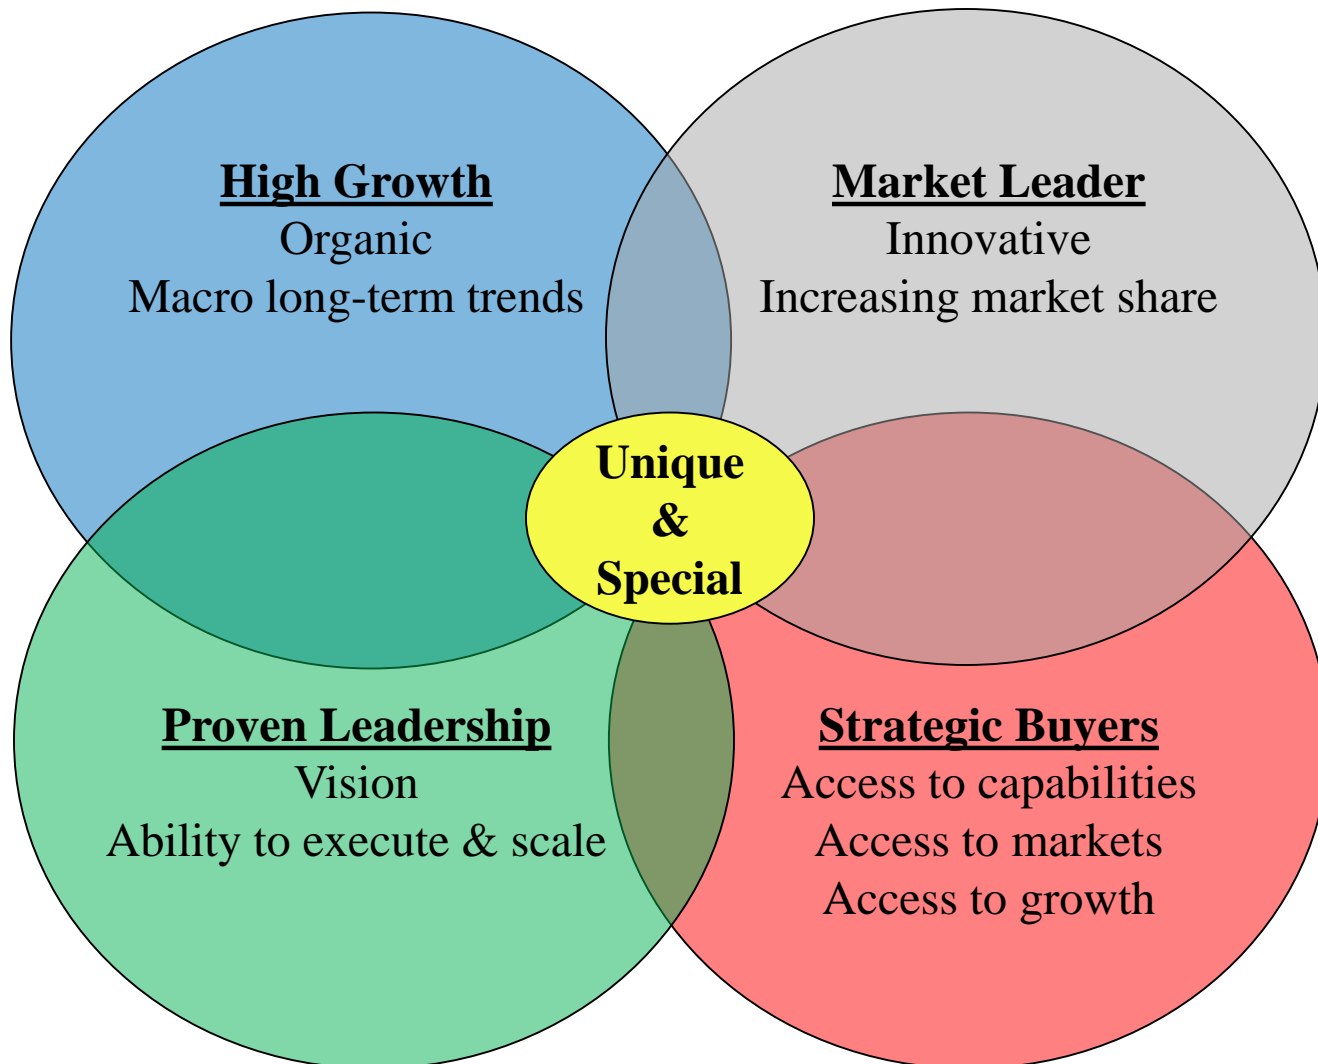 High Growth
Organic
Macro long-term trends
Market Leader
Innovative
Increasing market share
Unique
&
Special
Proven Leadership
Vision
Ability to execute & scale
Strategic Buyers
Access to capabilities
Access to markets
Access to growth